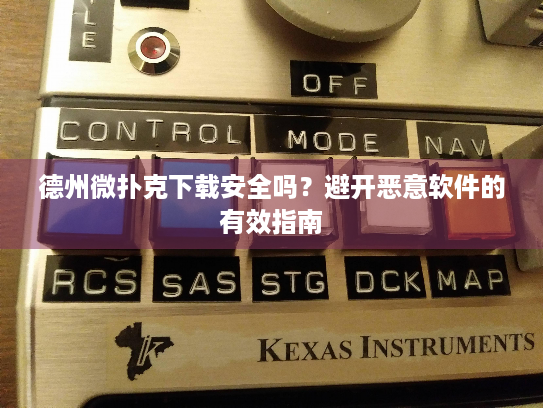 YLE
OFF
CONTROL MODE NAV
德州微扑克下载安全吗？避开恶意软件的
有效指南
RCS SAS STG DCK MAP
K KEXAS INSTRUMENTS